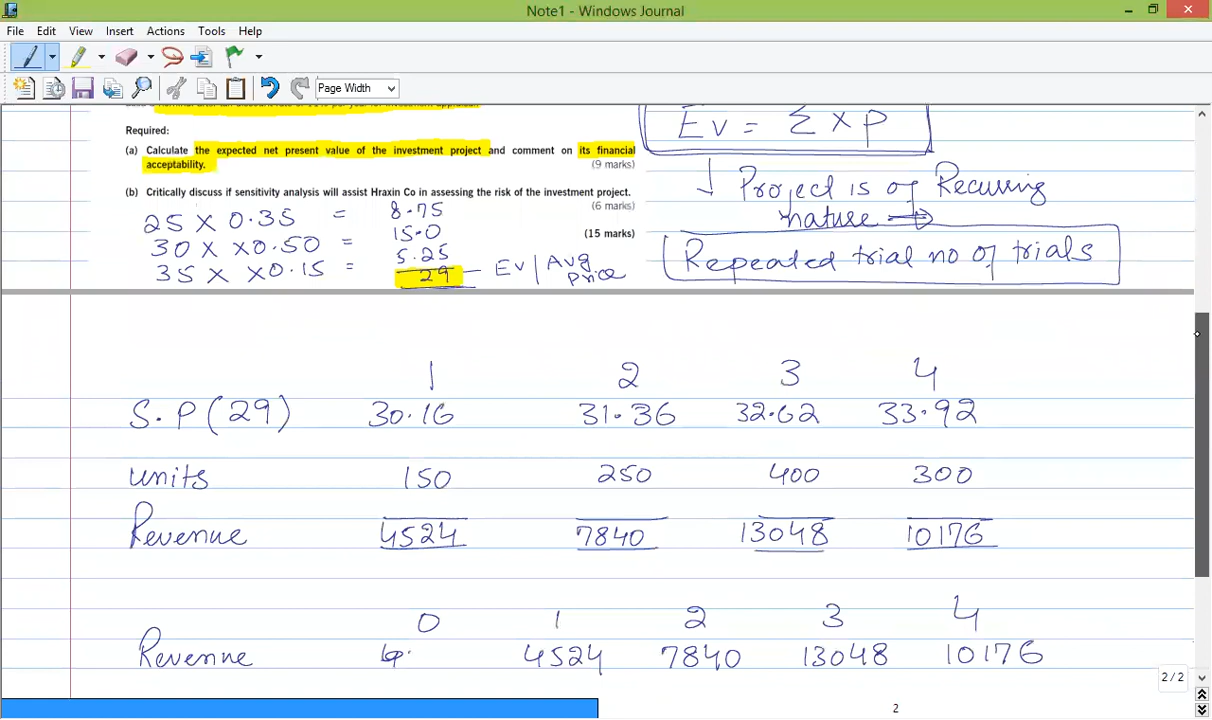 Note1 - Windows Journal
File Edit View Insert Actions Tools Help
Page Width
Required:
(a) Calculate the expected net present value of the investment project and comment on its financial
acceptability. (9 marks)
(b) Critically discuss if sensitivity analysis will assist Hraxin Co in assessing the risk of the investment project.
(6 marks)
(15 marks)
25 X 0.35 = 8.75
30 X X0.50 = 15.0
35 X X0.15 = 5.25
29 EV | Avg
Price
EV = Σ X P
↓ Project is of Recuring
nature ⇒
Repeated trial no of trials
1 2 3 4
S.P (29) 30.16 31.36 32.62 33.92
units 150 250 400 300
Revenue 4524 7840 13048 10176
0 1 2 3 4
Revenue 4524 7840 13048 10176
2 / 2
2